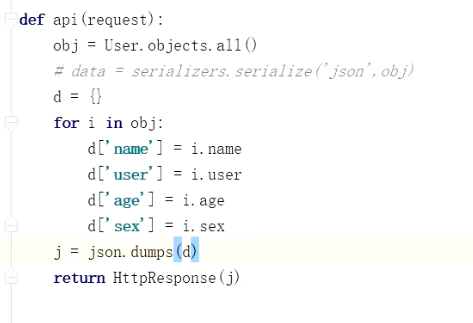 def api(request):
    obj = User.objects.all()
    # data = serializers.serialize('json',obj)
    d = {}
    for i in obj:
        d['name'] = i.name
        d['user'] = i.user
        d['age'] = i.age
        d['sex'] = i.sex
    j = json.dumps(d)
    return HttpResponse(j)